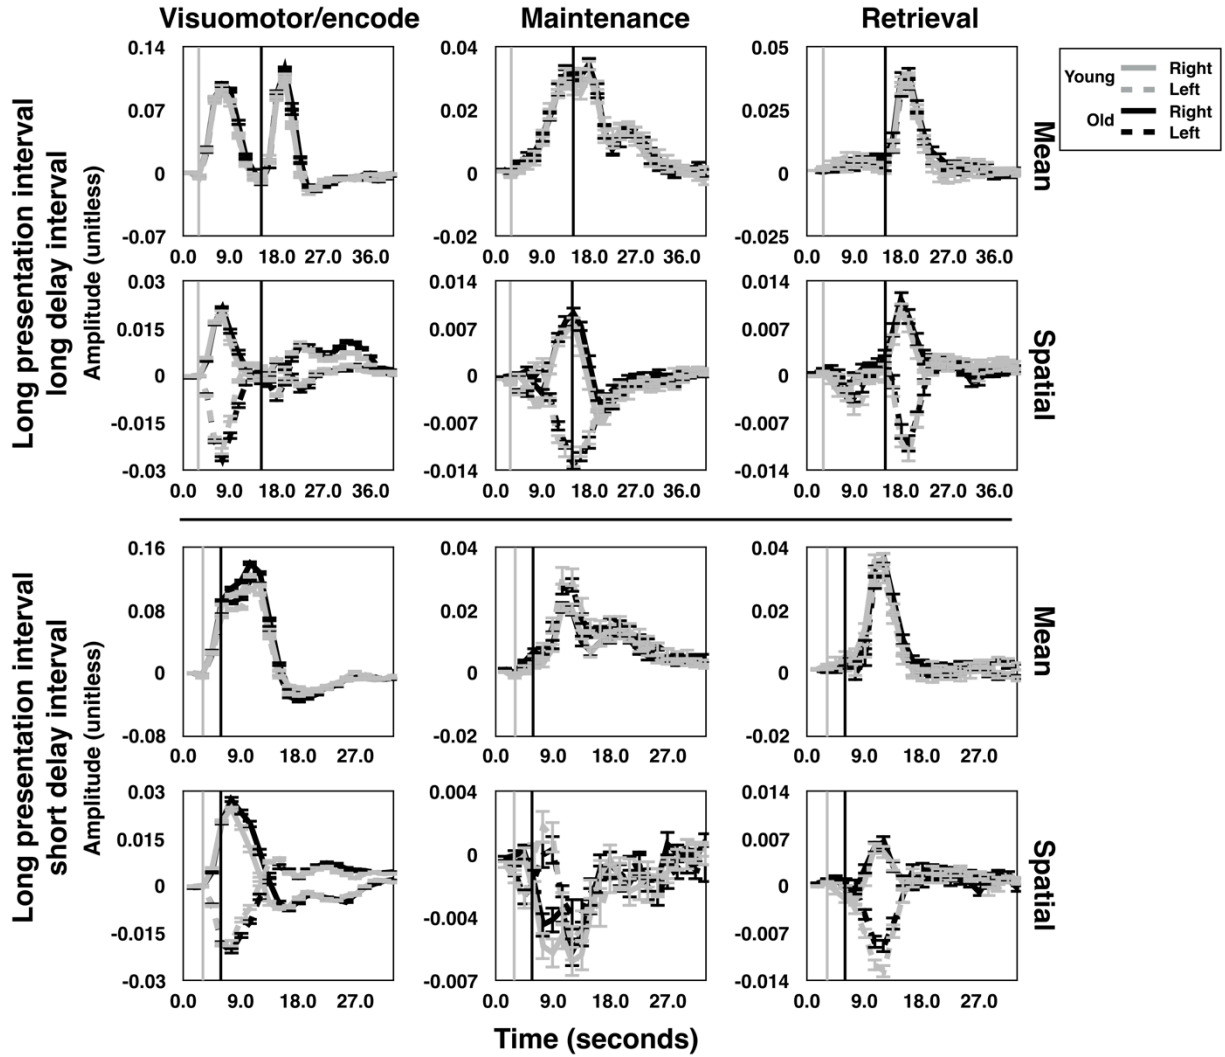 Visuomotor/encode Maintenance Retrieval
Long presentation interval
long delay interval
Amplitude (unitless)
0.14
0.07
0
-0.07
0.0 9.0 18.0 27.0 36.0
0.04
0.02
0
-0.02
0.0 9.0 18.0 27.0 36.0
0.05
0.025
0
-0.025
0.0 9.0 18.0 27.0 36.0
Mean
Young Right
Left
Old Right
Left
0.03
0.015
0
-0.015
-0.03
0.0 9.0 18.0 27.0 36.0
0.014
0.007
0
-0.007
-0.014
0.0 9.0 18.0 27.0 36.0
0.014
0.007
0
-0.007
-0.014
0.0 9.0 18.0 27.0 36.0
Spatial
Long presentation interval
short delay interval
Amplitude (unitless)
0.16
0.08
0
-0.08
0.0 9.0 18.0 27.0
0.04
0.02
0
-0.02
0.0 9.0 18.0 27.0
0.04
0.02
0
-0.02
0.0 9.0 18.0 27.0
Mean
0.03
0.015
0
-0.015
-0.03
0.0 9.0 18.0 27.0
0.004
0
-0.004
-0.007
0.0 9.0 18.0 27.0
0.014
0.007
0
-0.007
-0.014
0.0 9.0 18.0 27.0
Spatial
Time (seconds)